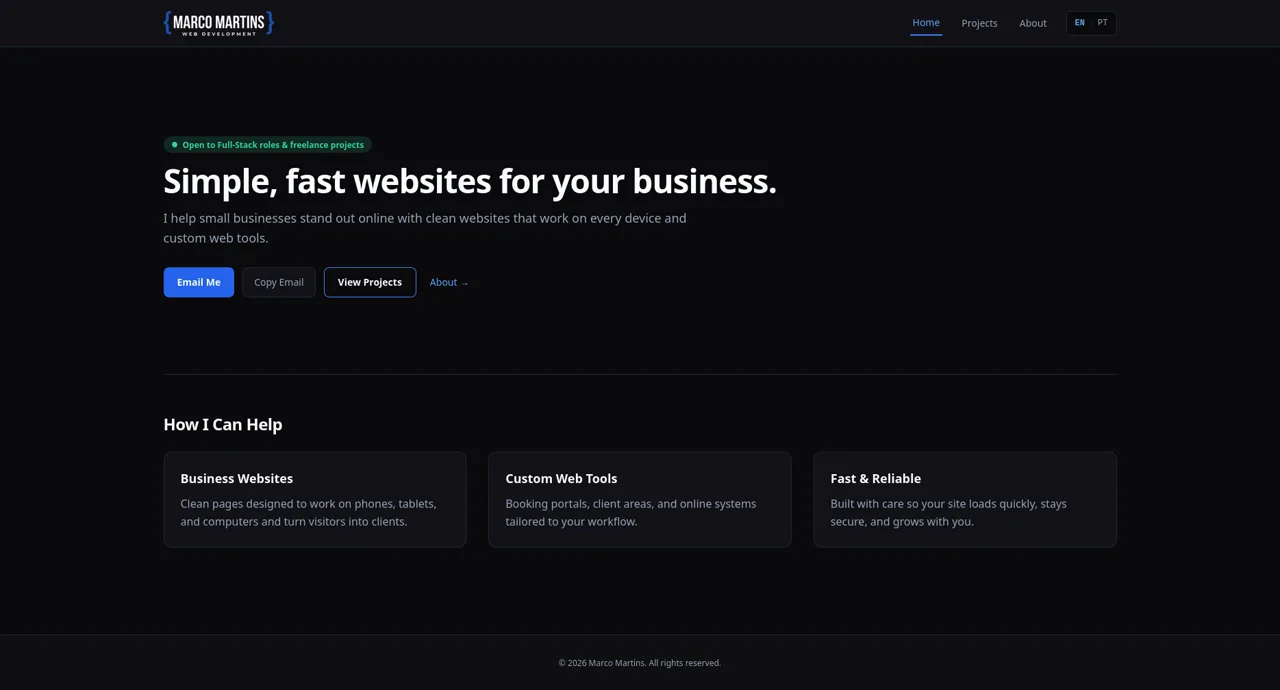 { MARCO MARTINS }
WEB DEVELOPMENT
Home Projects About EN | PT
Open to Full-Stack roles & freelance projects
Simple, fast websites for your business.
I help small businesses stand out online with clean websites that work on every device and
custom web tools.
Email Me Copy Email View Projects About →
How I Can Help
Business Websites
Clean pages designed to work on phones, tablets,
and computers and turn visitors into clients.
Custom Web Tools
Booking portals, client areas, and online systems
tailored to your workflow.
Fast & Reliable
Built with care so your site loads quickly, stays
secure, and grows with you.
© 2026 Marco Martins. All rights reserved.